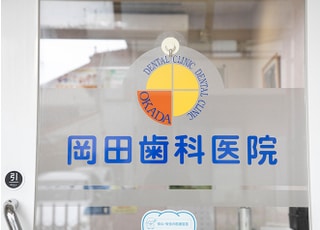 DENTAL CLINIC DENTAL CLINIC
OKADA
岡田歯科医院
引